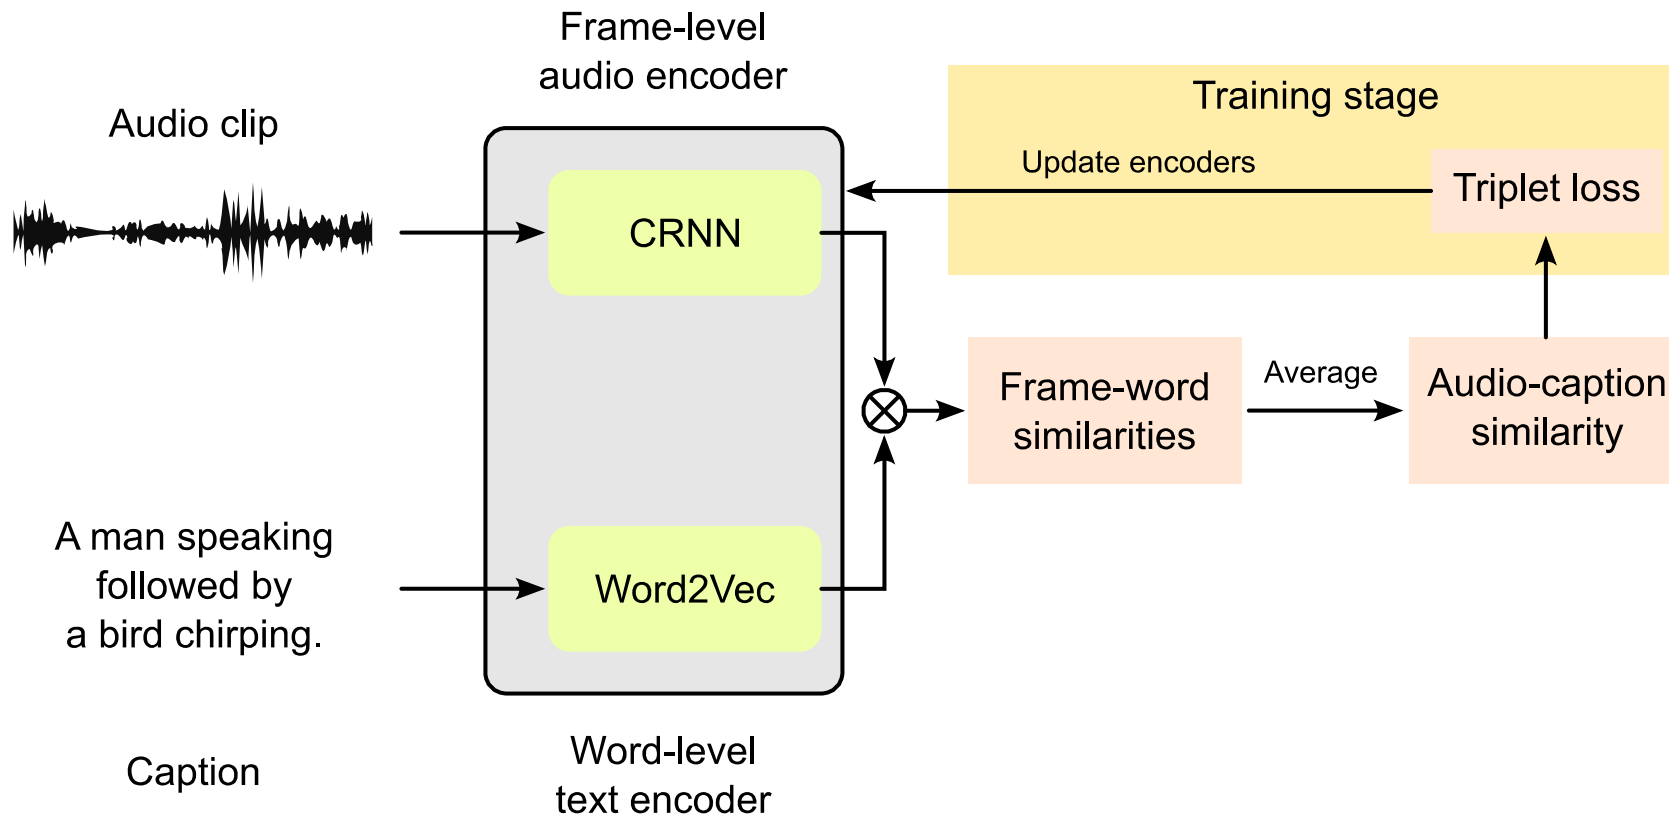 Frame-level
audio encoder
Audio clip
Training stage
Update encoders
Triplet loss
CRNN
Frame-word
similarities
Average
Audio-caption
similarity
A man speaking
followed by
a bird chirping.
Word2Vec
Caption
Word-level
text encoder